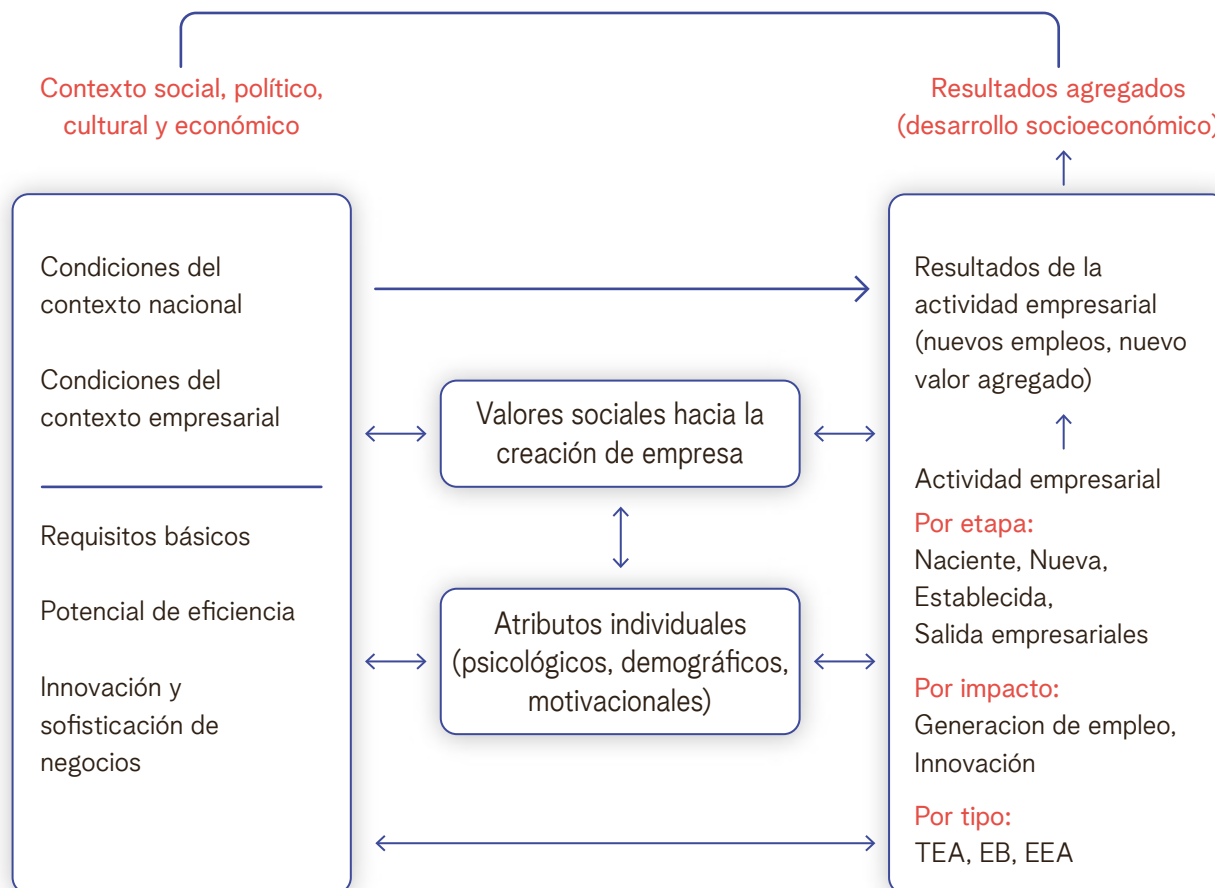 Contexto social, político,
cultural y económico
Resultados agregados
(desarrollo socioeconómico)
Condiciones del
contexto nacional
Condiciones del
contexto empresarial
Requisitos básicos
Potencial de eficiencia
Innovación y
sofisticación de
negocios
Valores sociales hacia la
creación de empresa
Atributos individuales
(psicológicos, demográficos,
motivacionales)
Resultados de la
actividad empresarial
(nuevos empleos, nuevo
valor agregado)
Actividad empresarial
Por etapa:
Naciente, Nueva,
Establecida,
Salida empresariales
Por impacto:
Generacion de empleo,
Innovación
Por tipo:
TEA, EB, EEA